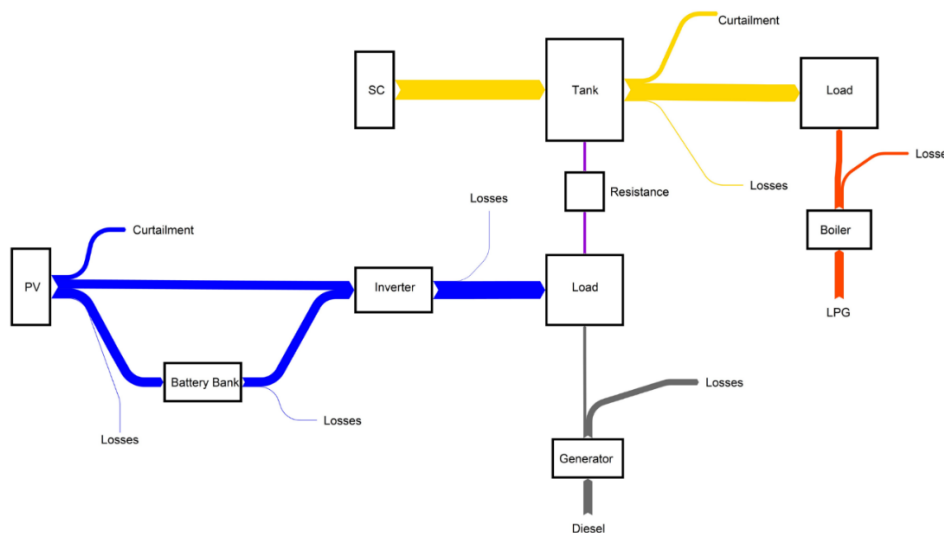 Curtailment
SC
Tank
Load
Losse
Losses
Resistance
Losses
Curtailment
Boiler
PV
Inverter
Load
LPG
Battery Bank
Losses
Losses
Losses
Generator
Diesel